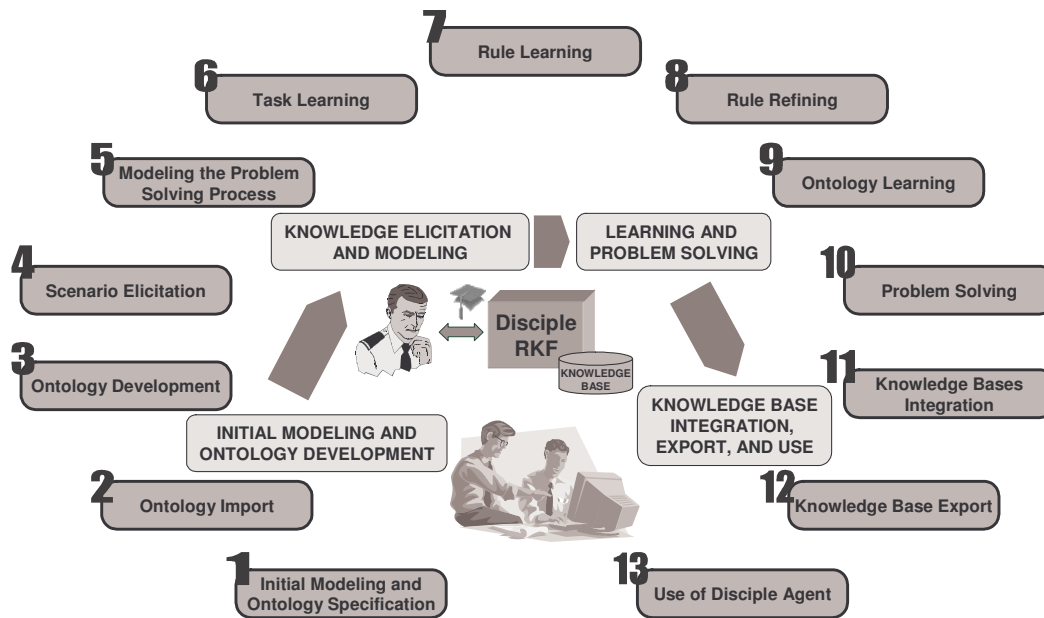 7
Rule Learning
6
Task Learning
8
Rule Refining
5
Modeling the Problem
Solving Process
9
Ontology Learning
KNOWLEDGE ELICITATION
AND MODELING
LEARNING AND
PROBLEM SOLVING
4
Scenario Elicitation
10
Problem Solving
Disciple
RKF
KNOWLEDGE
BASE
3
Ontology Development
11
Knowledge Bases
Integration
INITIAL MODELING AND
ONTOLOGY DEVELOPMENT
KNOWLEDGE BASE
INTEGRATION,
EXPORT, AND USE
2
Ontology Import
12
Knowledge Base Export
1
Initial Modeling and
Ontology Specification
13
Use of Disciple Agent